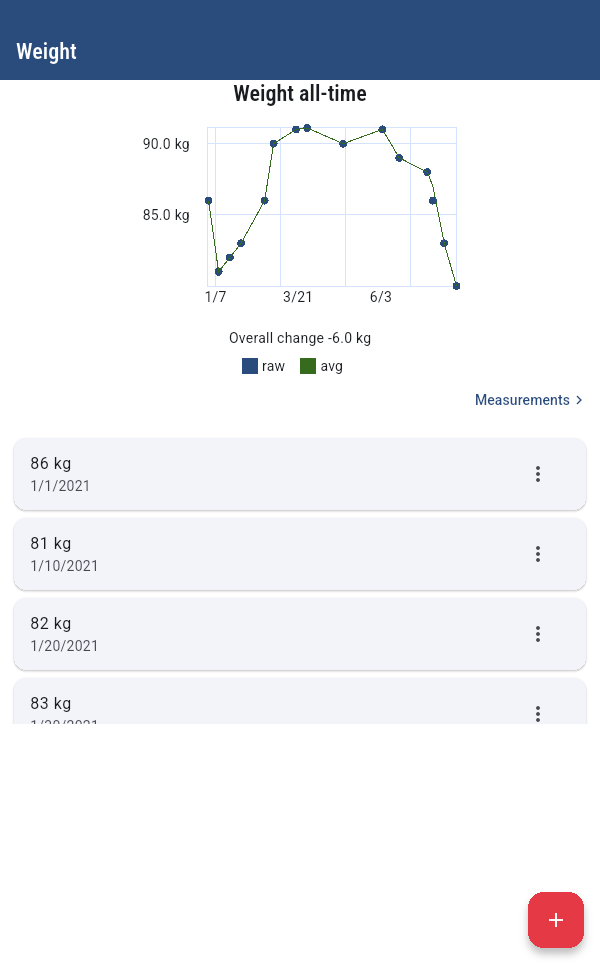 Weight
Weight all-time
90.0 kg
85.0 kg
1/7 3/21 6/3
Overall change -6.0 kg
raw avg
Measurements
86 kg
1/1/2021
81 kg
1/10/2021
82 kg
1/20/2021
83 kg